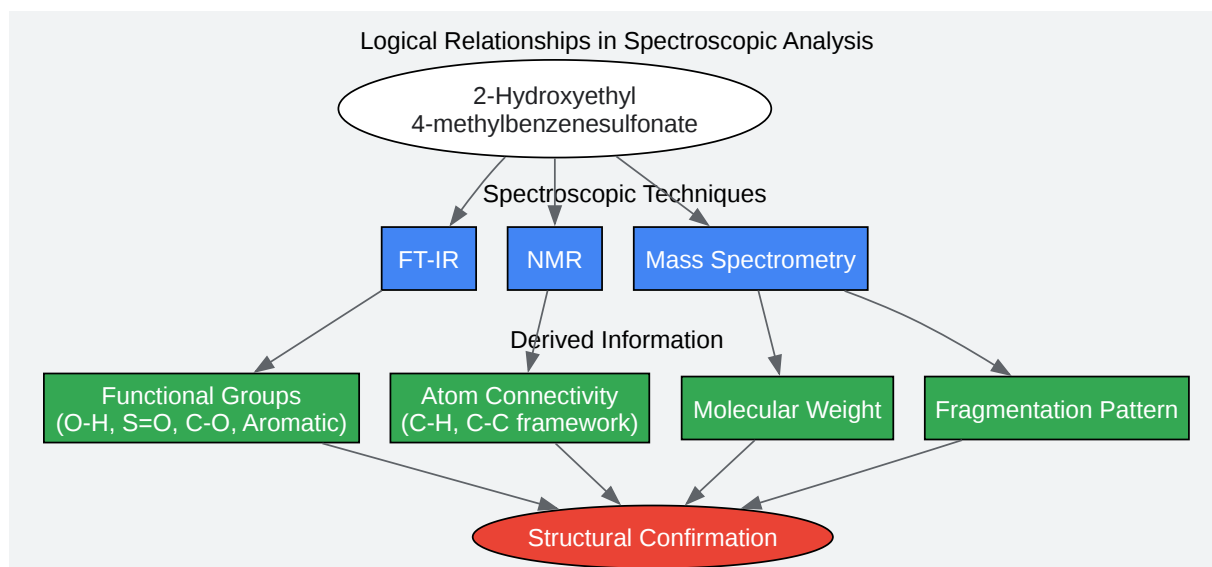 Logical Relationships in Spectroscopic Analysis
2-Hydroxyethyl
4-methylbenzenesulfonate
Spectroscopic Techniques
FT-IR
NMR
Mass Spectrometry
Derived Information
Functional Groups
(O-H, S=O, C-O, Aromatic)
Atom Connectivity
(C-H, C-C framework)
Molecular Weight
Fragmentation Pattern
Structural Confirmation